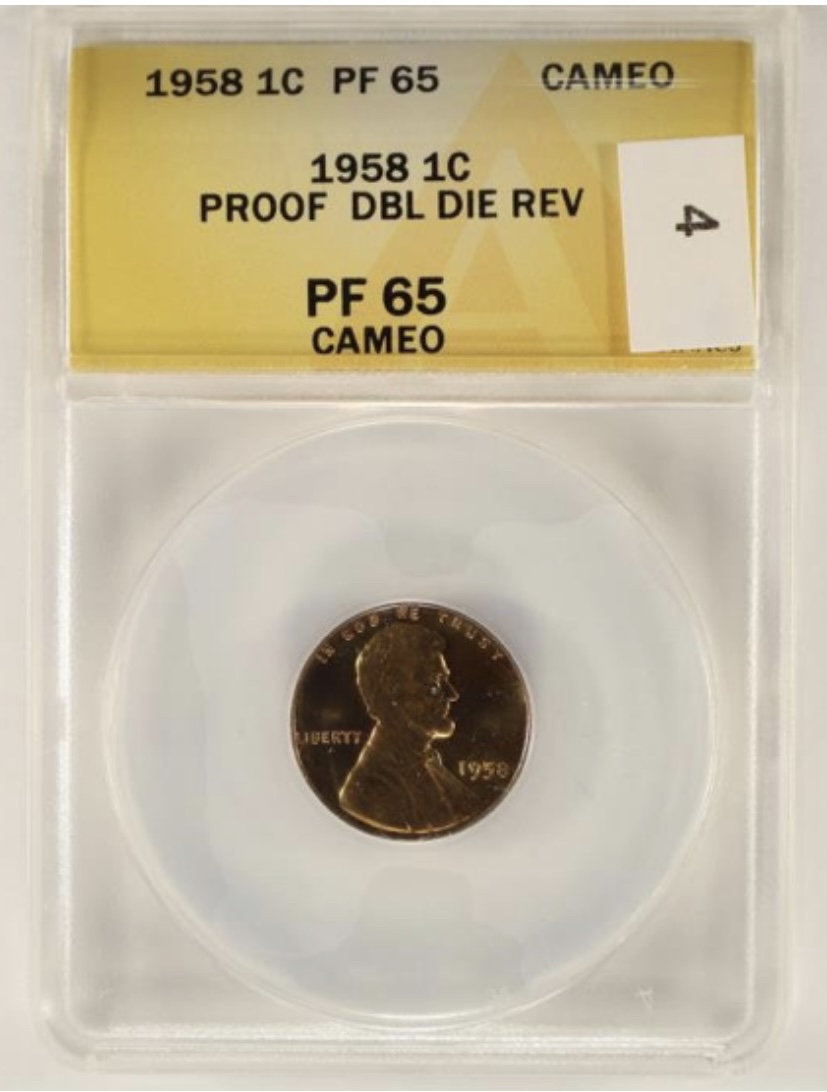 1958 1C PF 65 CAMEO
1958 1C
PROOF DBL DIE REV
4
PF 65
CAMEO
IN GOD WE TRUST
LIBERTY
1958